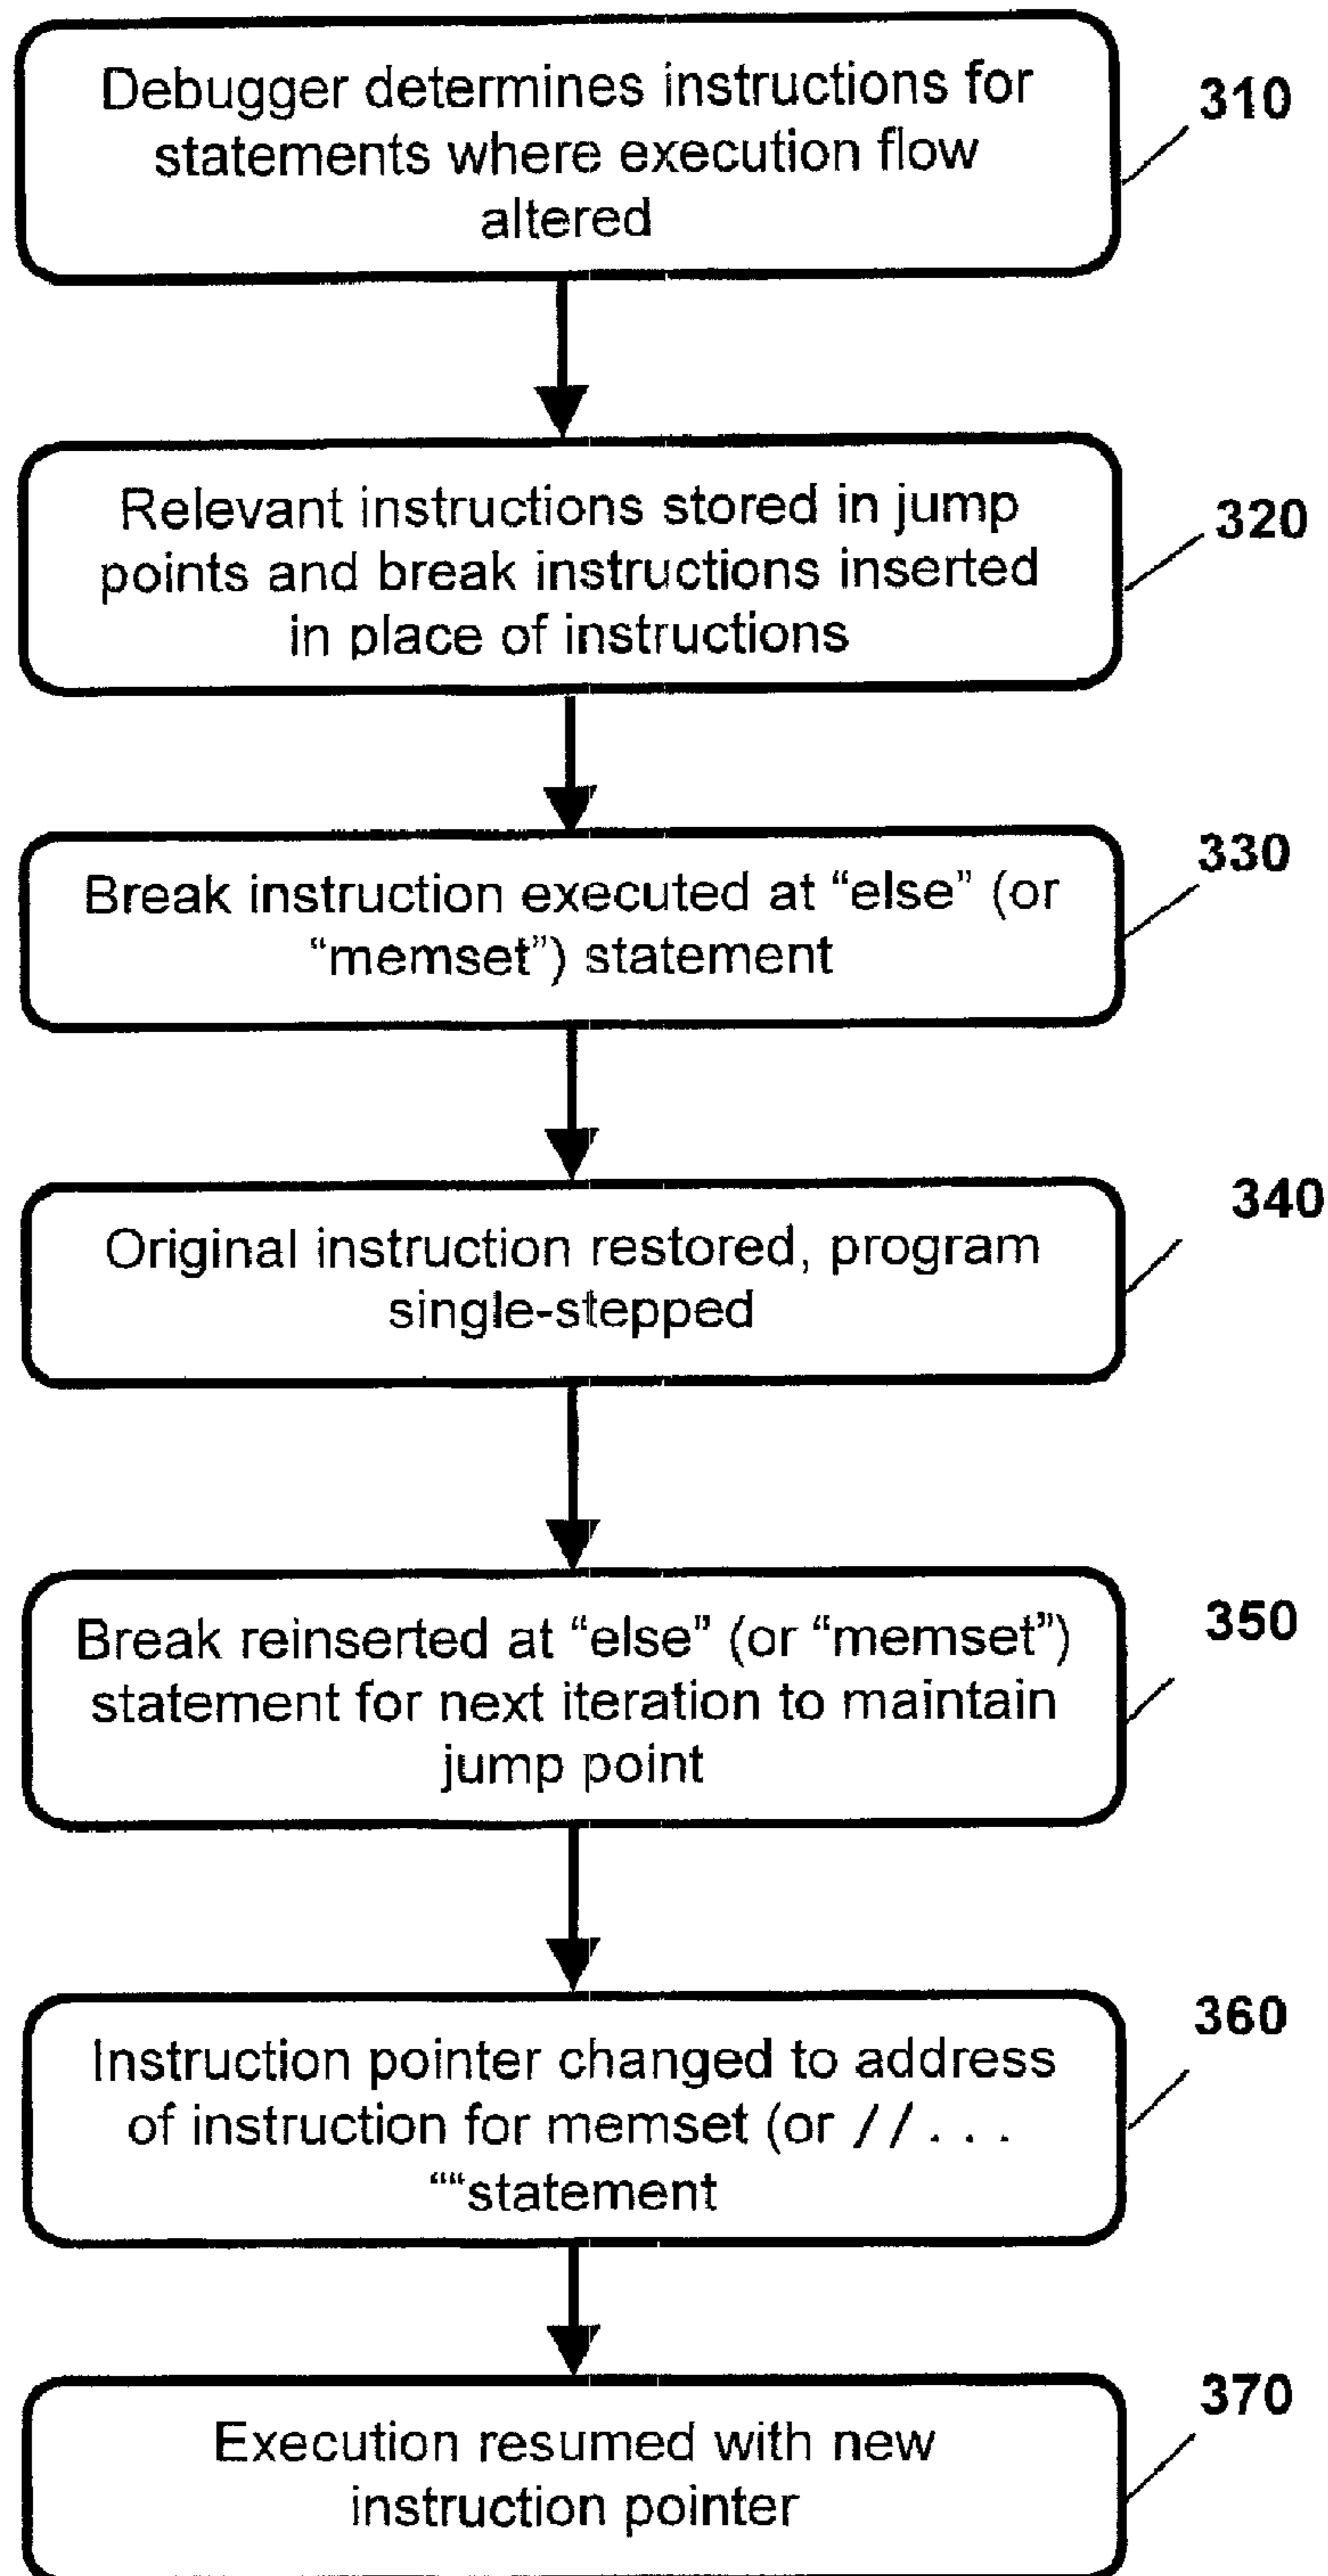 Debugger determines instructions for
statements where execution flow
altered
310
Relevant instructions stored in jump
points and break instructions inserted
in place of instructions
320
Break instruction executed at “else” (or
“memset”) statement
330
Original instruction restored, program
single-stepped
340
Break reinserted at “else” (or “memset”)
statement for next iteration to maintain
jump point
350
Instruction pointer changed to address
of instruction for memset (or // . . .
““statement
360
Execution resumed with new
instruction pointer
370